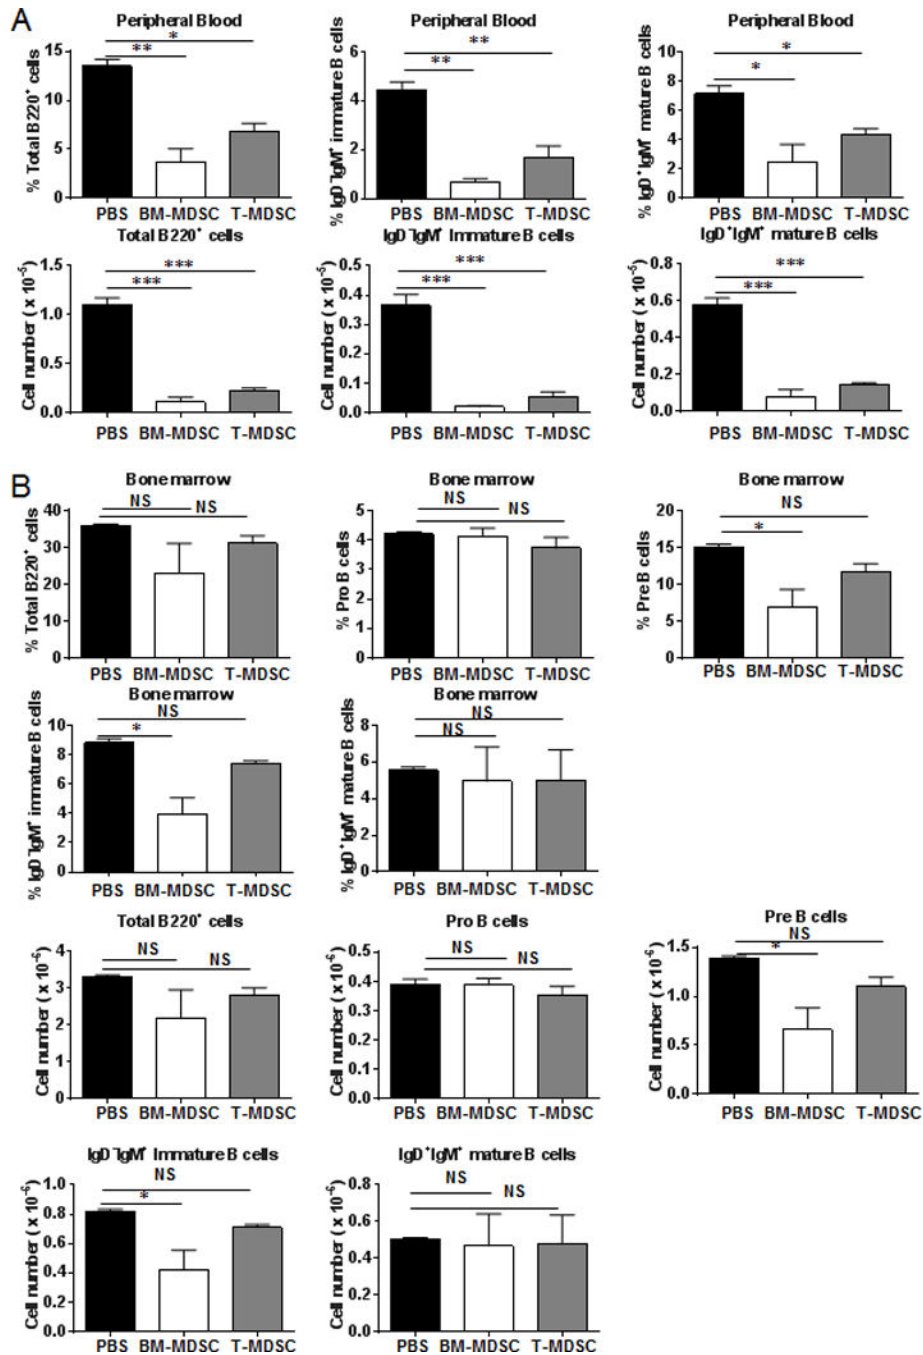 A
Peripheral Blood
% Total B220⁺ cells
15
10
5
0
**
*
PBS BM-MDSC T-MDSC
Peripheral Blood
% IgD⁻IgM⁺ immature B cells
6
4
2
0
**
**
PBS BM-MDSC T-MDSC
Peripheral Blood
% IgD⁺IgM⁺ mature B cells
10
8
6
4
2
0
*
*
PBS BM-MDSC T-MDSC
Total B220⁺ cells
Cell number ( x 10⁻⁵)
1.5
1.0
0.5
0.0
***
***
PBS BM-MDSC T-MDSC
IgD⁻IgM⁺ Immature B cells
Cell number ( x 10⁻⁵)
0.5
0.4
0.3
0.2
0.1
0.0
***
***
PBS BM-MDSC T-MDSC
IgD⁺IgM⁺ mature B cells
Cell number ( x 10⁻⁵)
0.8
0.6
0.4
0.2
0.0
***
***
PBS BM-MDSC T-MDSC
B
Bone marrow
% Total B220⁺ cells
40
30
20
10
0
NS
NS
PBS BM-MDSC T-MDSC
Bone marrow
% Pro B cells
5
4
3
2
1
0
NS
NS
PBS BM-MDSC T-MDSC
Bone marrow
% Pre B cells
20
15
10
5
0
NS
*
PBS BM-MDSC T-MDSC
Bone marrow
% IgD⁻IgM⁺ immature B cells
10
8
6
4
2
0
NS
*
PBS BM-MDSC T-MDSC
Bone marrow
% IgD⁺IgM⁺ mature B cells
8
6
4
2
0
NS
NS
PBS BM-MDSC T-MDSC
Total B220⁺ cells
Cell number ( x 10⁻⁶)
4
3
2
1
0
NS
NS
PBS BM-MDSC T-MDSC
Pro B cells
Cell number ( x 10⁻⁶)
0.5
0.4
0.3
0.2
0.1
0.0
NS
NS
PBS BM-MDSC T-MDSC
Pre B cells
Cell number ( x 10⁻⁶)
1.5
1.0
0.5
0.0
NS
*
PBS BM-MDSC T-MDSC
IgD⁻IgM⁺ Immature B cells
Cell number ( x 10⁻⁶)
1.0
0.8
0.6
0.4
0.2
0.0
NS
*
PBS BM-MDSC T-MDSC
IgD⁺IgM⁺ mature B cells
Cell number ( x 10⁻⁶)
0.8
0.6
0.4
0.2
0.0
NS
NS
PBS BM-MDSC T-MDSC